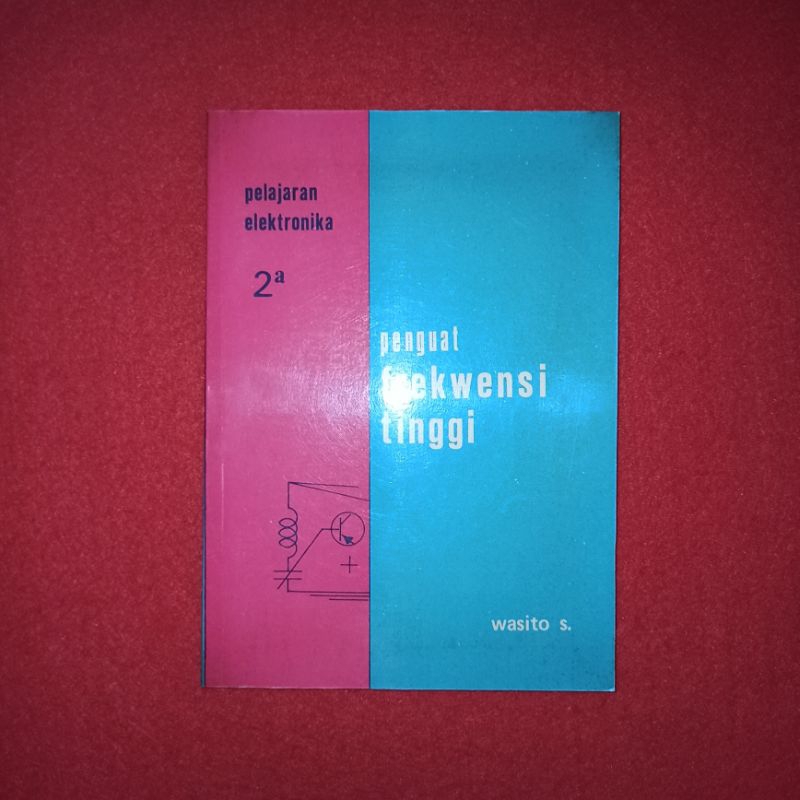 pelajaran
elektronika
2ª
penguat
frekwensi
tinggi
wasito s.